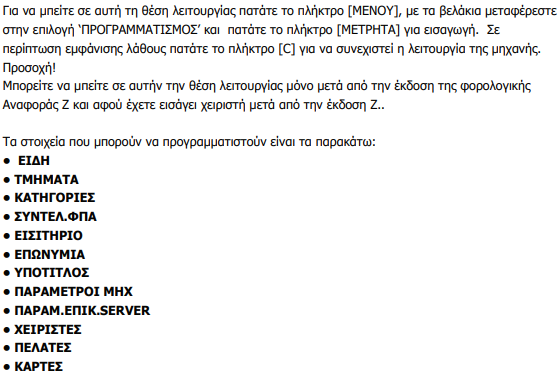 Για να μπείτε σε αυτή τη θέση λειτουργίας πατάτε το πλήκτρο [ΜΕΝΟΥ], με τα βελάκια μεταφέρεστε
στην επιλογή ‘ΠΡΟΓΡΑΜΜΑΤΙΣΜΟΣ’ και πατάτε το πλήκτρο [ΜΕΤΡΗΤΑ] για εισαγωγή. Σε
περίπτωση εμφάνισης λάθους πατάτε το πλήκτρο [C] για να συνεχιστεί η λειτουργία της μηχανής.
Προσοχή!
Μπορείτε να μπείτε σε αυτήν την θέση λειτουργίας μόνο μετά από την έκδοση της φορολογικής
Αναφοράς Ζ και αφού έχετε εισάγει χειριστή μετά από την έκδοση Ζ..
Τα στοιχεία που μπορούν να προγραμματιστούν είναι τα παρακάτω:
● ΕΙΔΗ
● ΤΜΗΜΑΤΑ
● ΚΑΤΗΓΟΡΙΕΣ
● ΣΥΝΤΕΛ.ΦΠΑ
● ΕΙΣΙΤΗΡΙΟ
● ΕΠΩΝΥΜΙΑ
● ΥΠΟΤΙΤΛΟΣ
● ΠΑΡΑΜΕΤΡΟΙ ΜΗΧ
● ΠΑΡΑΜ.ΕΠΙΚ.SERVER
● ΧΕΙΡΙΣΤΕΣ
● ΠΕΛΑΤΕΣ
● ΚΑΡΤΕΣ